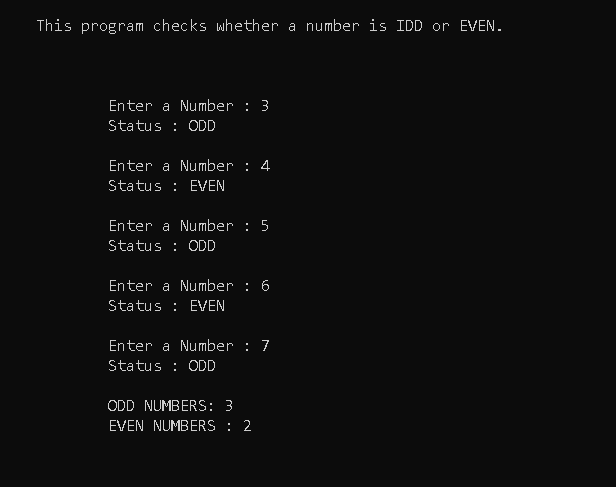 This program checks whether a number is IDD or EVEN.
Enter a Number : 3
Status : ODD
Enter a Number : 4
Status : EVEN
Enter a Number : 5
Status : ODD
Enter a Number : 6
Status : EVEN
Enter a Number : 7
Status : ODD
ODD NUMBERS: 3
EVEN NUMBERS : 2